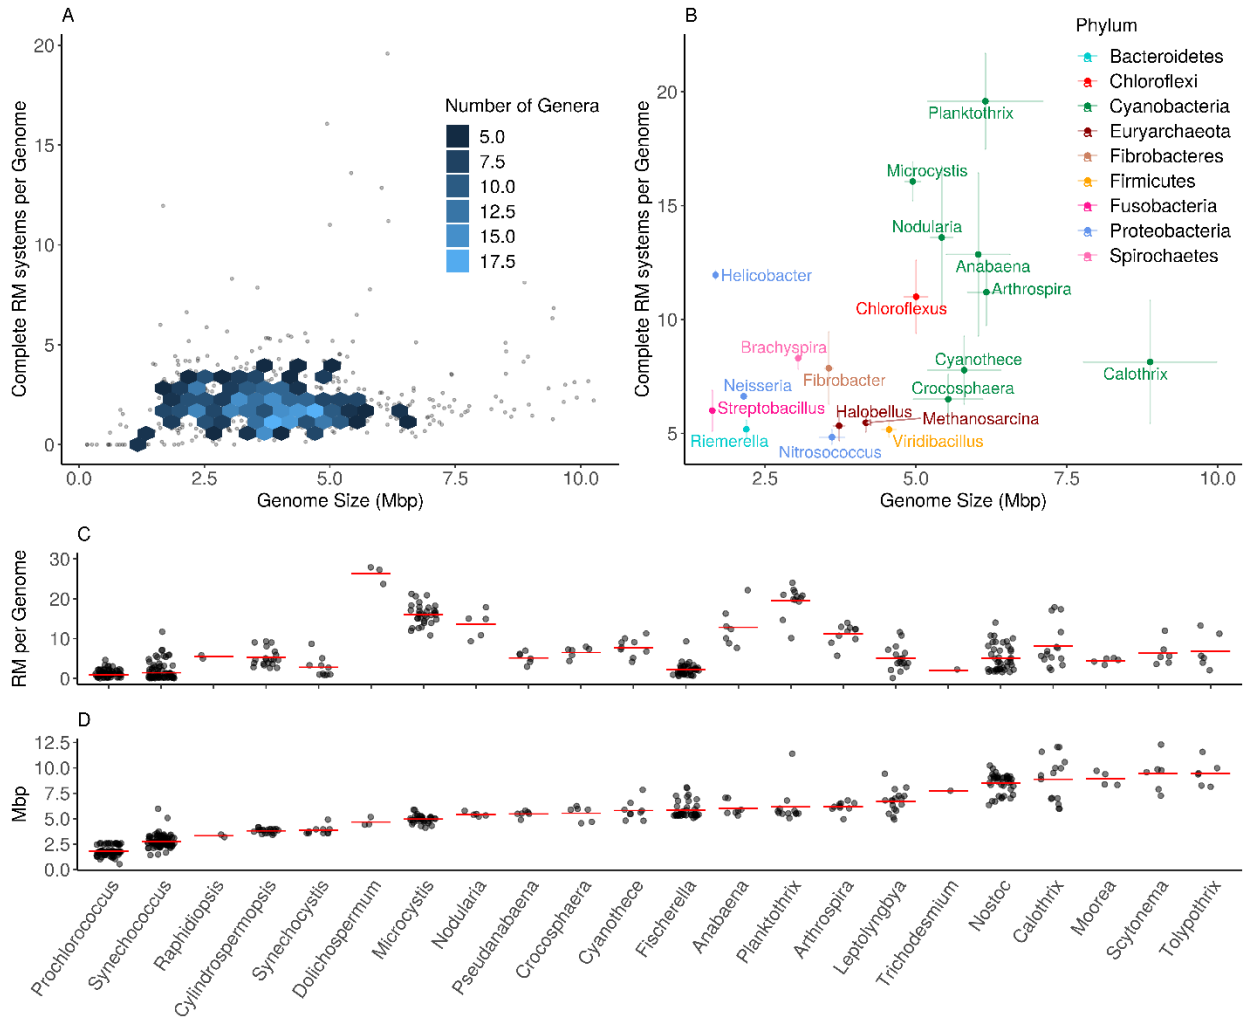 A
Complete RM systems per Genome
20
15
10
5
0
0.0
2.5
5.0
7.5
10.0
Genome Size (Mbp)
Number of Genera
5.0
7.5
10.0
12.5
15.0
17.5
B
Complete RM systems per Genome
20
15
10
5
2.5
5.0
7.5
10.0
Genome Size (Mbp)
Planktothrix
Microcystis
Nodularia
Anabaena
Helicobacter
Arthrospira
Chloroflexus
Brachyspira
Cyanothece
Calothrix
Fibrobacter
Neisseria
Crocosphaera
Streptobacillus
Halobellus
Methanosarcina
Riemerella
Viridibacillus
Nitrosococcus
Phylum
a Bacteroidetes
a Chloroflexi
a Cyanobacteria
a Euryarchaeota
a Fibrobacteres
a Firmicutes
a Fusobacteria
a Proteobacteria
a Spirochaetes
C
RM per Genome
30
20
10
0
D
Mbp
12.5
10.0
7.5
5.0
2.5
0.0
Prochlorococcus
Synechococcus
Raphidiopsis
Cylindrospermopsis
Synechocystis
Dolichospermum
Microcystis
Nodularia
Pseudanabaena
Crocosphaera
Cyanothece
Fischerella
Anabaena
Planktothrix
Arthrospira
Leptolyngbya
Trichodesmium
Nostoc
Calothrix
Moorea
Scytonema
Tolypothrix